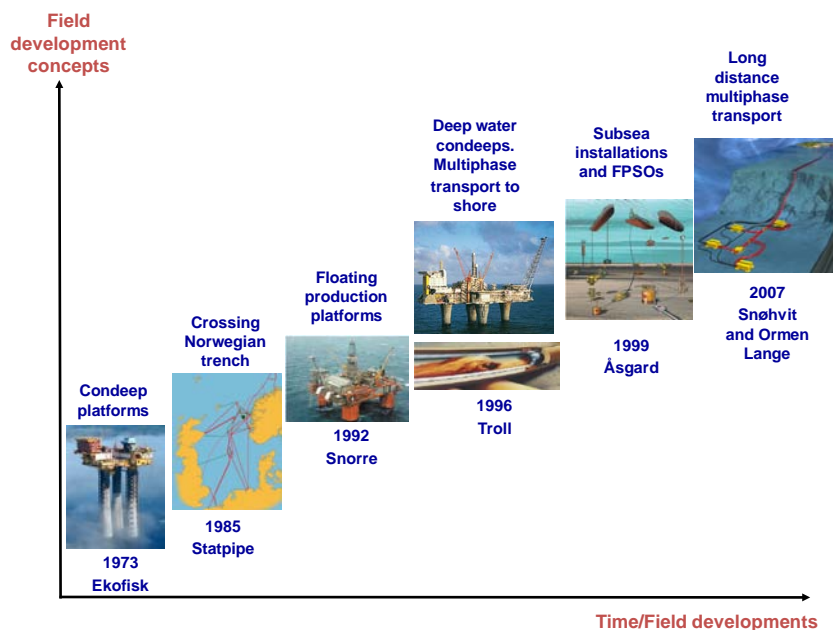 Field
development
concepts
Condeep
platforms
1973
Ekofisk
Crossing
Norwegian
trench
1985
Statpipe
Floating
production
platforms
1992
Snorre
Deep water
condeeps.
Multiphase
transport to
shore
1996
Troll
Subsea
installations
and FPSOs
1999
Åsgard
Long
distance
multiphase
transport
2007
Snøhvit
and Ormen
Lange
Time/Field developments